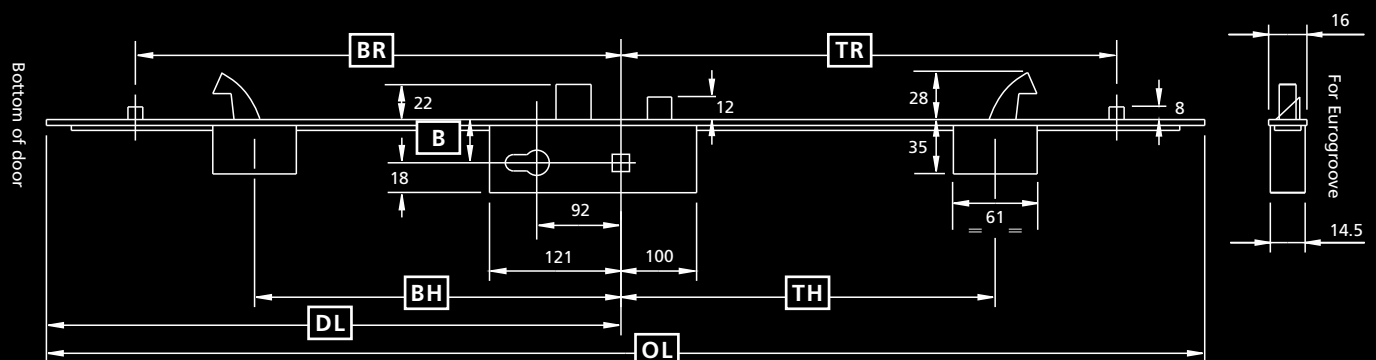 16
BR
TR
Bottom of door
For Eurogroove
22
12
28
8
B
35
18
92
61
= =
14.5
121
100
BH
TH
DL
OL